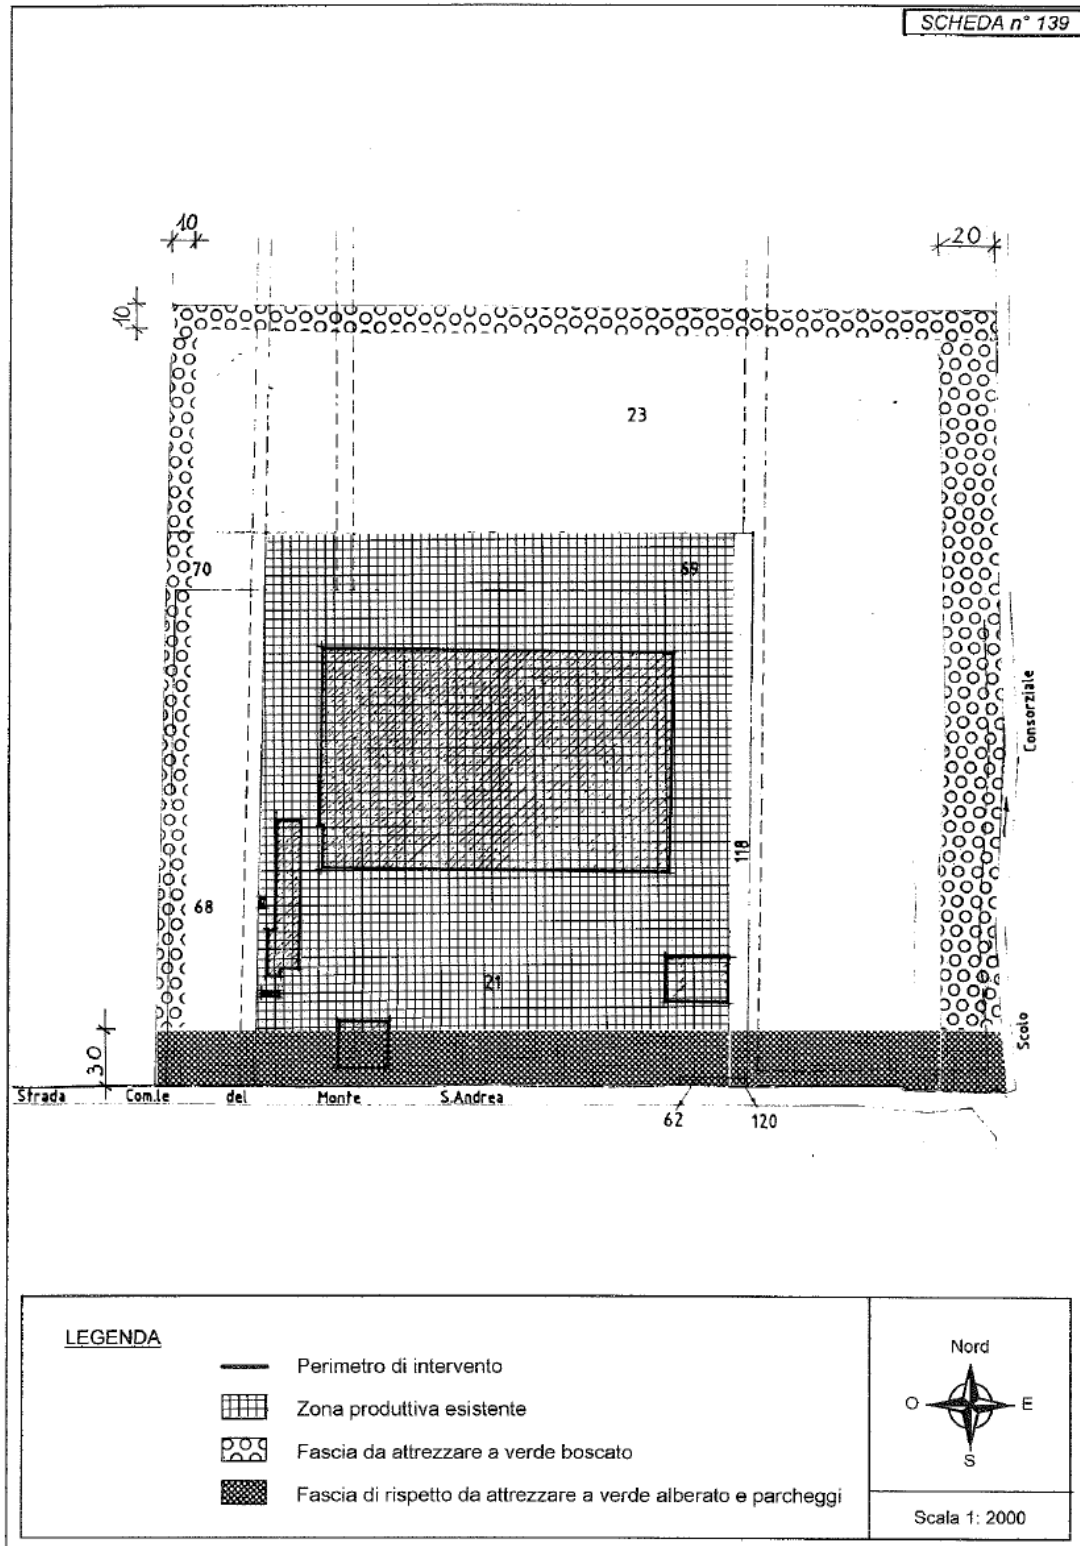 SCHEDA n° 139
10
20
10
23
70
69
Consorziale
118
68
21
Scolo
30
Strada Com.le del Monte S.Andrea
62 120
LEGENDA
Perimetro di intervento
Zona produttiva esistente
Fascia da attrezzare a verde boscato
Fascia di rispetto da attrezzare a verde alberato e parcheggi
Nord
O E
S
Scala 1: 2000